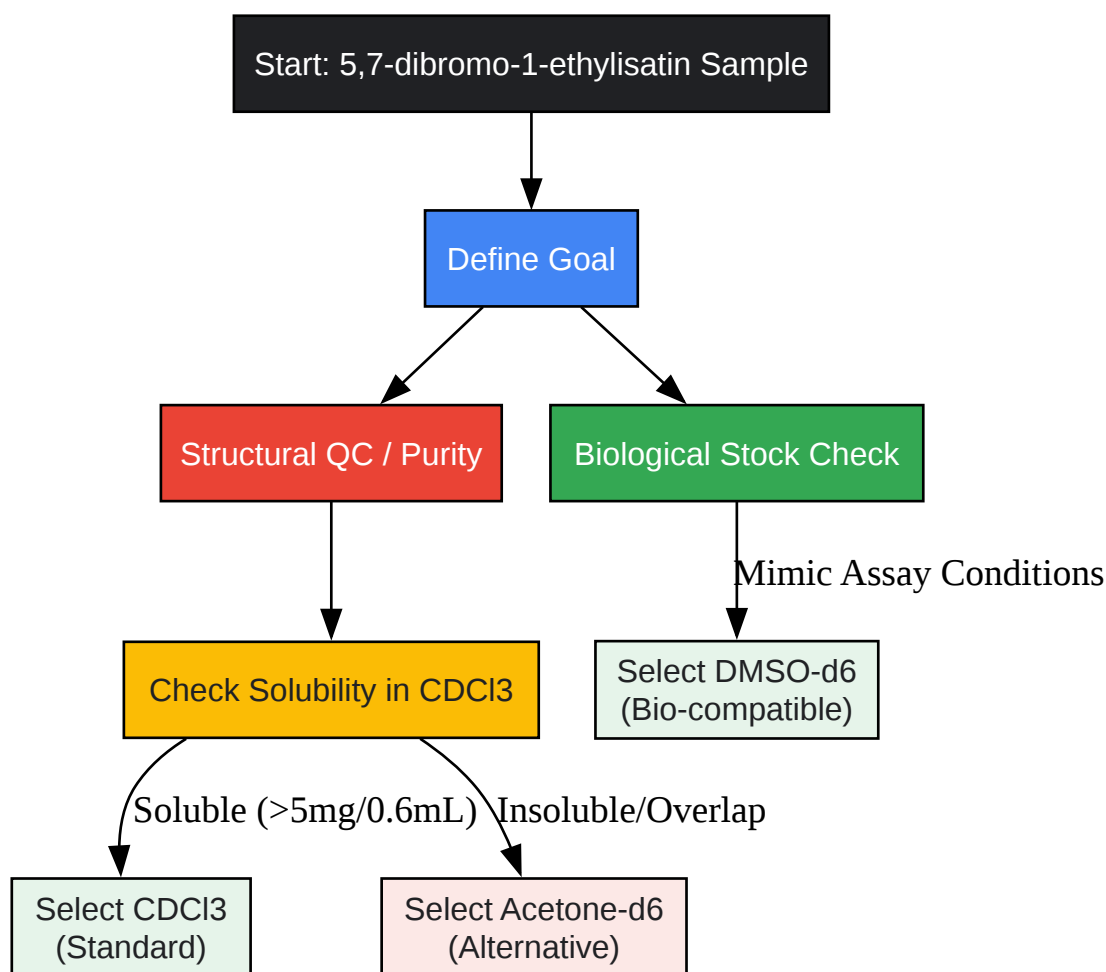 Start: 5,7-dibromo-1-ethylisatin Sample
Define Goal
Structural QC / Purity
Biological Stock Check
Mimic Assay Conditions
Check Solubility in CDCl3
Select DMSO-d6
(Bio-compatible)
Soluble (>5mg/0.6mL)
Insoluble/Overlap
Select CDCl3
(Standard)
Select Acetone-d6
(Alternative)